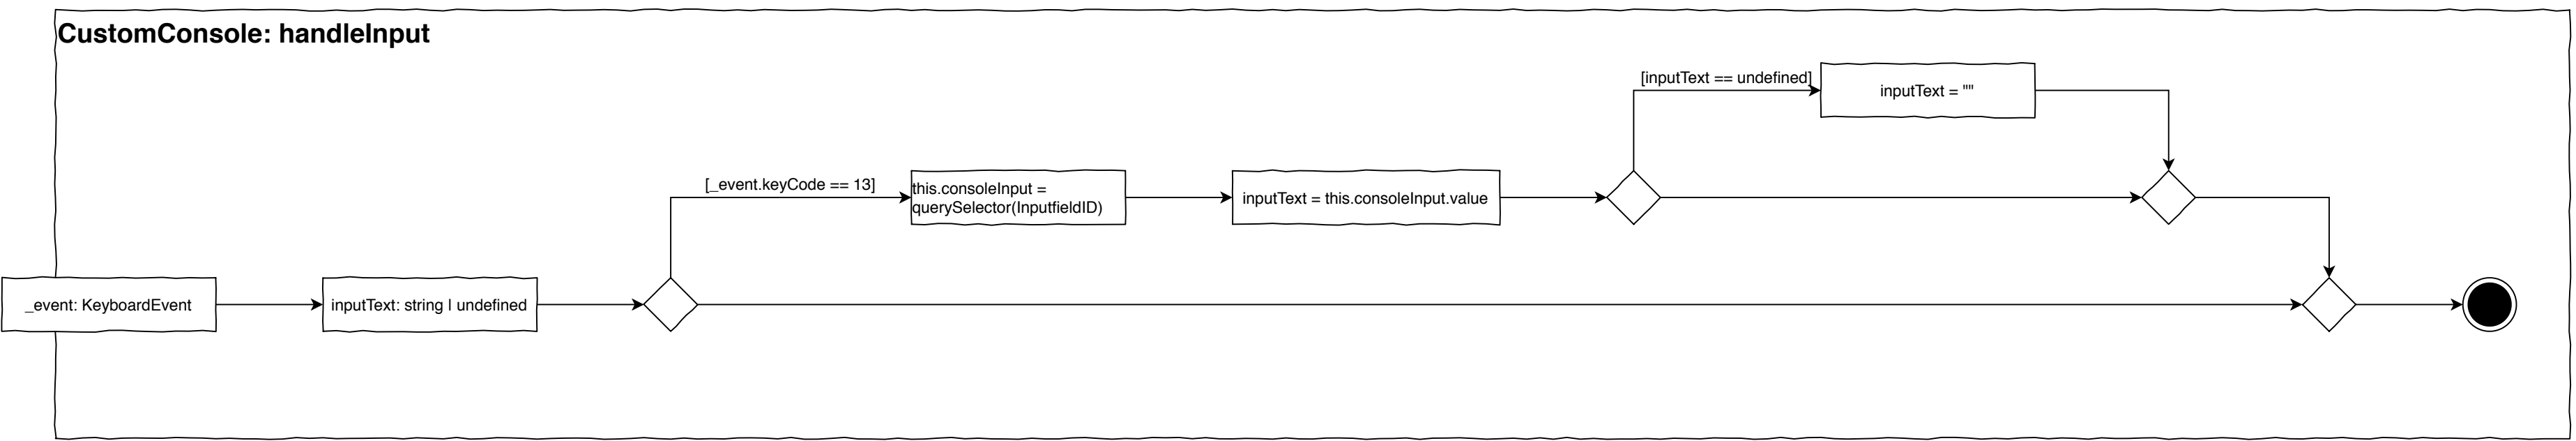 CustomConsole: handleInput
[inputText == undefined]
inputText = ""
[_event.keyCode == 13]
this.consoleInput =
querySelector(InputfieldID)
inputText = this.consoleInput.value
_event: KeyboardEvent
inputText: string | undefined